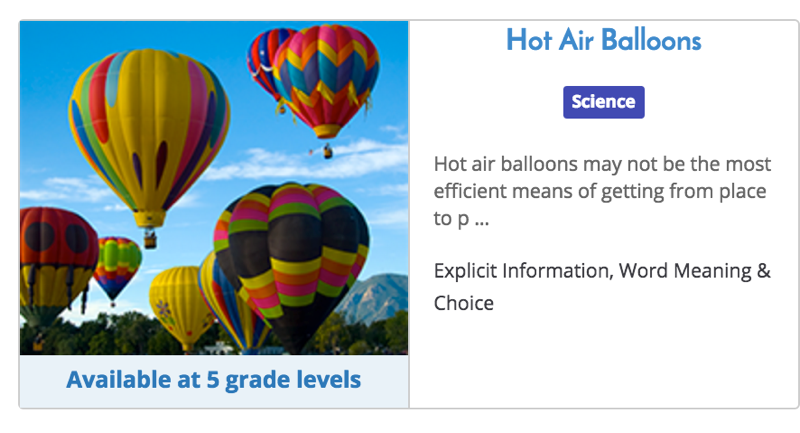 Hot Air Balloons
Science
Hot air balloons may not be the most
efficient means of getting from place
to p ...
Explicit Information, Word Meaning &
Choice
Available at 5 grade levels